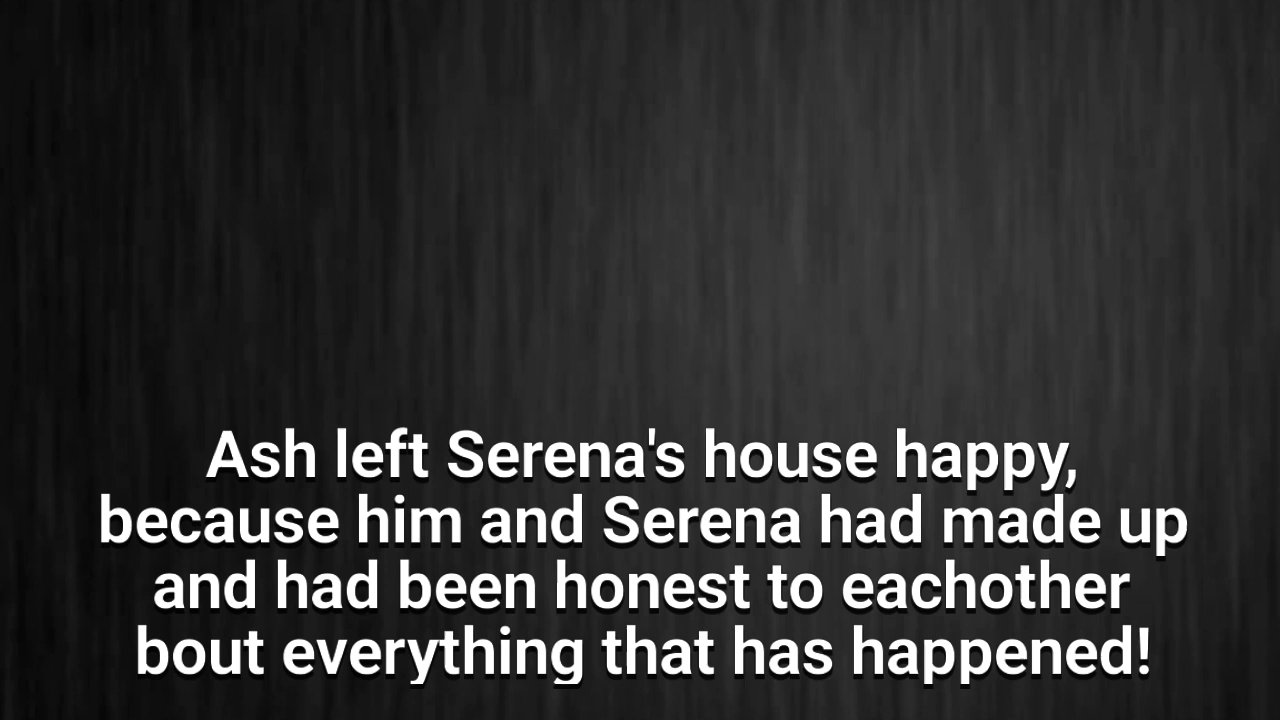 Ash left Serena's house happy,
because him and Serena had made up
and had been honest to eachother
bout everything that has happened!